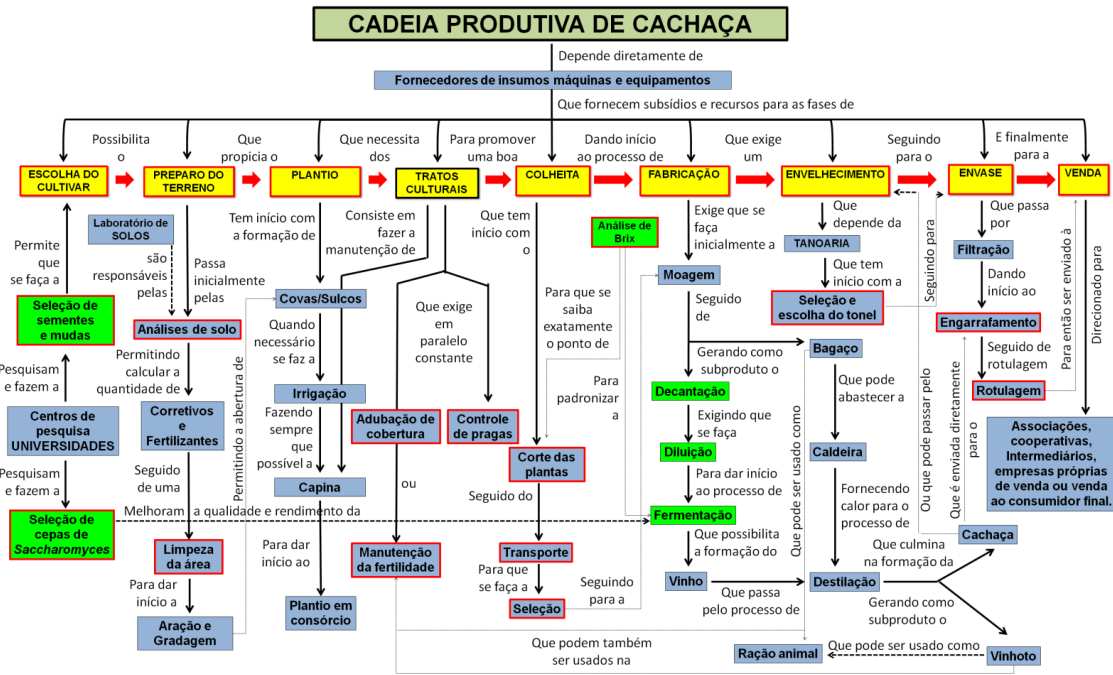 CADEIA PRODUTIVA DE CACHAÇA
Depende diretamente de
Fornecedores de insumos máquinas e equipamentos
Que fornecem subsídios e recursos para as fases de
Possibilita
o
Que
propicia o
Que necessita
dos
Para promover
uma boa
Dando início
ao processo de
Que exige
um
Seguindo
para o
E finalmente
para a
ESCOLHA DO
CULTIVAR
PREPARO DO
TERRENO
PLANTIO
TRATOS
CULTURAIS
COLHEITA
FABRICAÇÃO
ENVELHECIMENTO
ENVASE
VENDA
Permite
que
se faça a
Seleção de
sementes
e mudas
Pesquisam
e fazem a
Centros de
pesquisa
UNIVERSIDADES
Pesquisam
e fazem a
Seleção de
cepas de
Saccharomyces
Melhoram a qualidade e rendimento da
Laboratório de
SOLOS
são
responsáveis
pelas
Passa
inicialmente
pelas
Análises de solo
Permitindo
calcular a
quantidade de
Corretivos
e
Fertilizantes
Seguido
de uma
Limpeza
da área
Para dar
início a
Aração e
Gradagem
Permitindo a abertura de
Tem início com
a formação de
Covas/Sulcos
Quando
necessário
se faz a
Irrigação
Fazendo
sempre
que
possível a
Capina
Para dar
início ao
Plantio em
consórcio
Consiste em
fazer a
manutenção de
Que exige
em
paralelo
constante
Adubação de
cobertura
Controle
de pragas
ou
Manutenção
da fertilidade
Que tem
início com
o
Análise de
Brix
Para que se
saiba
exatamente
o ponto de
Para
padronizar
a
Corte das
plantas
Seguido do
Transporte
Para que
se faça a
Seleção
Seguindo
para a
Exige que se
faça
inicialmente a
Moagem
Seguido
de
Gerando como
subproduto o
Decantação
Exigindo que
se faça
Diluição
Para dar início
ao processo de
Fermentação
Que possibilita
a formação do
Vinho
Que passa
pelo processo de
Que
depende da
TANOARIA
Que tem
início com a
Seleção e
escolha do tonel
Seguindo para
Bagaço
Que pode
abastecer a
Caldeira
Fornecendo
calor para o
processo de
Destilação
Que pode ser usado como
Que culmina
na formação da
Cachaça
Gerando como
subproduto o
Vinhoto
Que pode ser usado como
Ração animal
Que podem também
ser usados na
Ou que pode passar pelo
Que é enviada diretamente
para o
Que passa
por
Filtração
Dando
início ao
Engarrafamento
Seguido de
rotulagem
Rotulagem
Para então ser enviado à
Direcionado para
Associações,
cooperativas,
Intermediários,
empresas próprias
de venda ou venda
ao consumidor final.